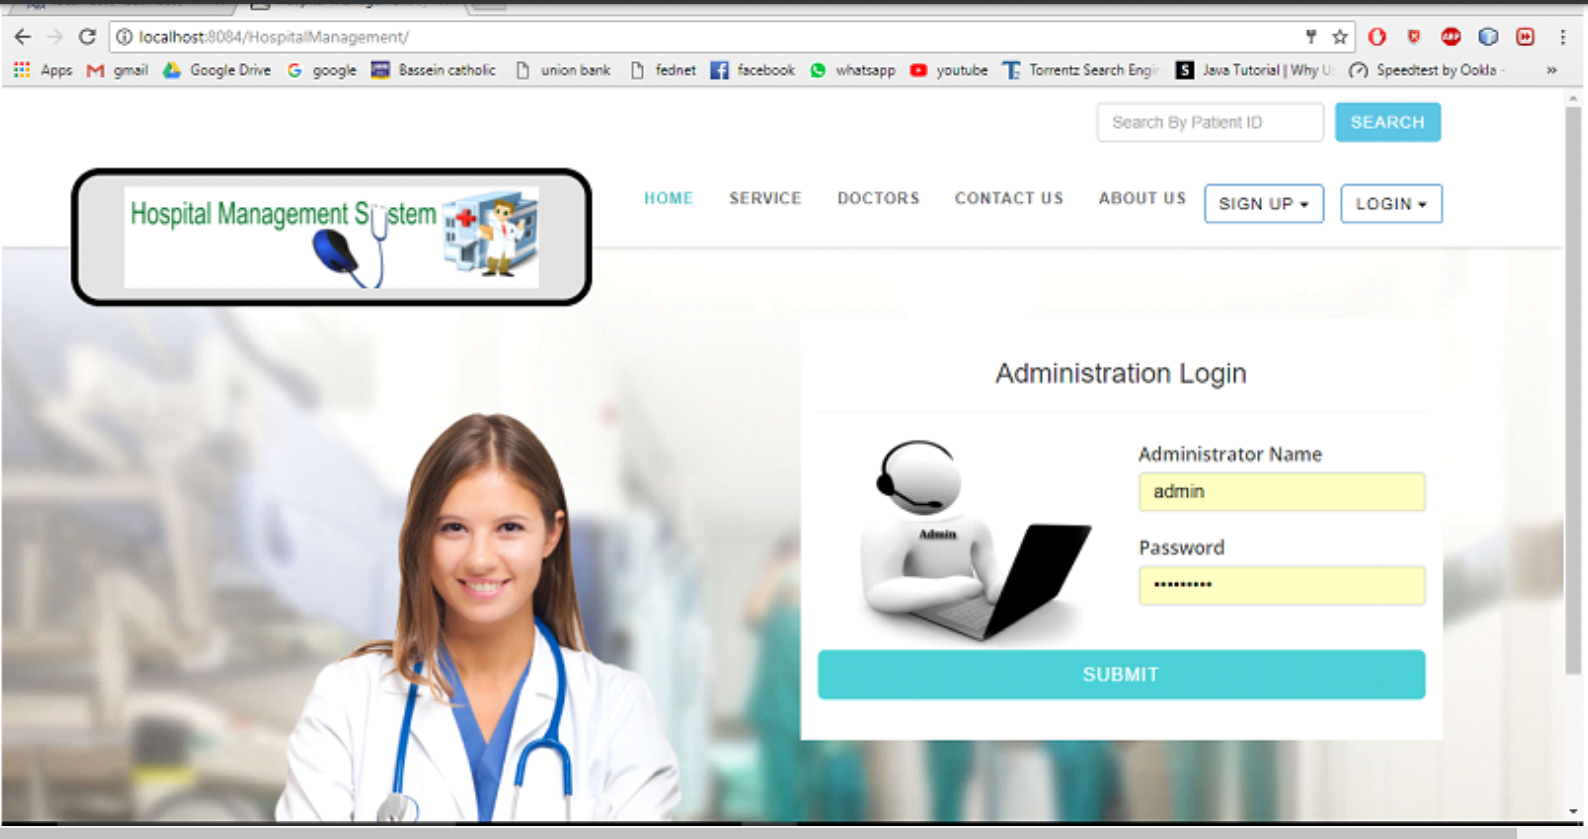 localhost:8084/HospitalManagement/
Apps gmail Google Drive google Bassein catholic union bank fednet facebook whatsapp youtube Torrentz Search Engi Java Tutorial | Why U Speedtest by Ookla -
Search By Patient ID SEARCH
Hospital Management System
HOME SERVICE DOCTORS CONTACT US ABOUT US SIGN UP LOGIN
Administration Login
Administrator Name
admin
Admin
Password
•••••••••
SUBMIT